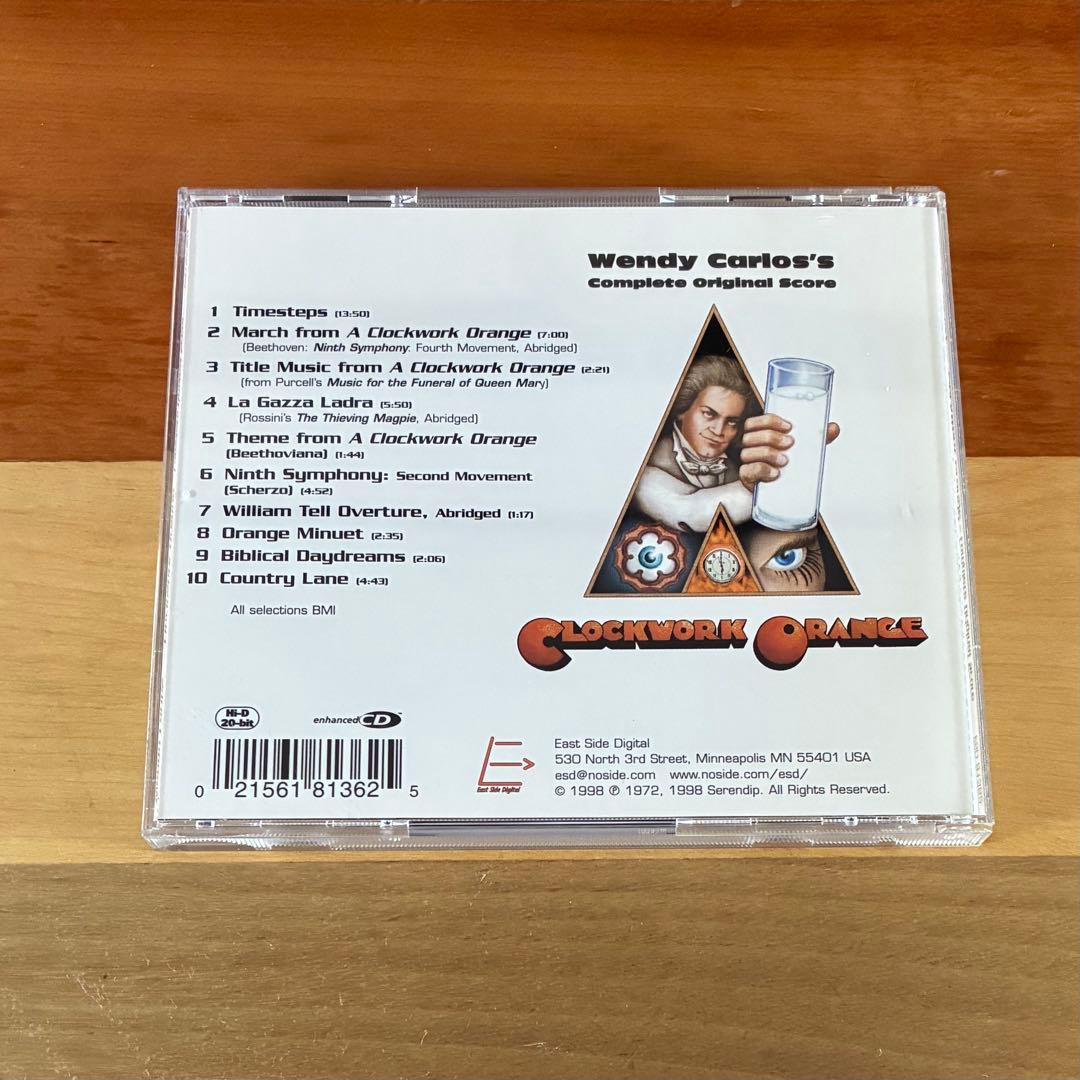 Wendy Carlos's
Complete Original Score
1 Timesteps (13:50)
2 March from A Clockwork Orange (7:00)
(Beethoven: Ninth Symphony: Fourth Movement, Abridged)
3 Title Music from A Clockwork Orange (2:21)
(from Purcell's Music for the Funeral of Queen Mary)
4 La Gazza Ladra (5:50)
(Rossini's The Thieving Magpie, Abridged)
5 Theme from A Clockwork Orange
(Beethoviana) (1:44)
6 Ninth Symphony: Second Movement
(Scherzo) (4:52)
7 William Tell Overture, Abridged (1:17)
8 Orange Minuet (2:35)
9 Biblical Daydreams (2:06)
10 Country Lane (4:43)
All selections BMI
Clockwork Orange
Hi-D
20-bit
enhanced CD
0 21561 81362 5
East Side Digital
East Side Digital
530 North 3rd Street, Minneapolis MN 55401 USA
esd@noside.com www.noside.com/esd/
© 1998 ℗ 1972, 1998 Serendip. All Rights Reserved.